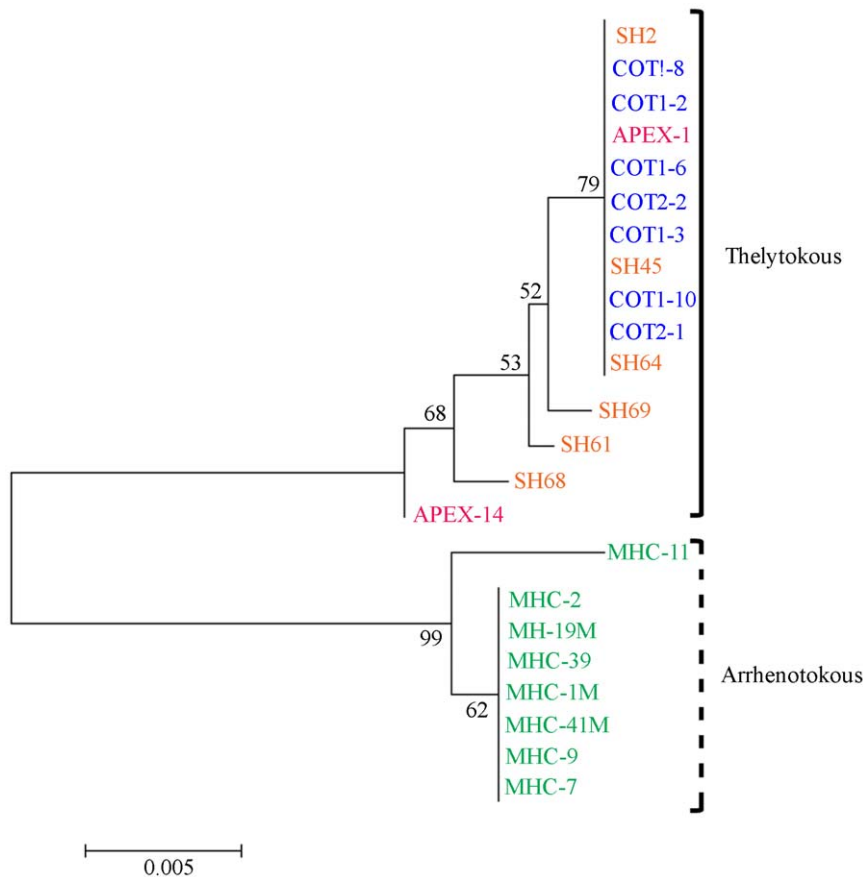 SH2
COT!-8
COT1-2
APEX-1
COT1-6
79
COT2-2
COT1-3
Thelytokous
SH45
52
COT1-10
COT2-1
53
SH64
68
SH69
SH61
SH68
APEX-14
MHC-11
MHC-2
MH-19M
99
MHC-39
Arrhenotokous
MHC-1M
62
MHC-41M
MHC-9
MHC-7
0.005